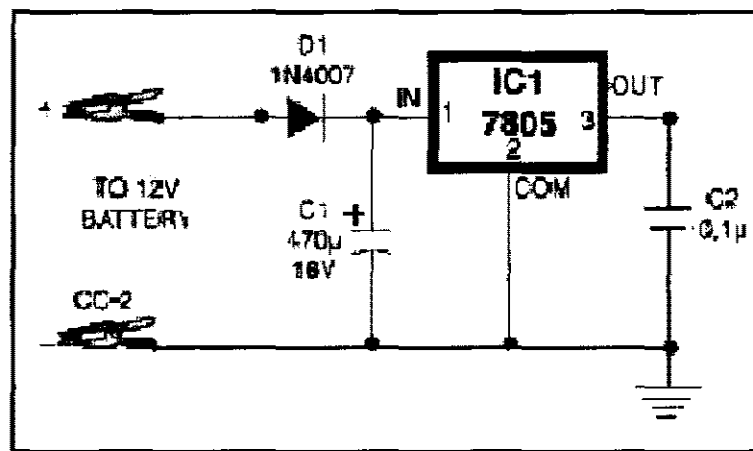 D1
1N4007
IC1
7805
IN
1
2
3
OUT
COM
+
TO 12V
BATTERY
C1
+
470µ
16V
C2
0,1µ
CC-2
-